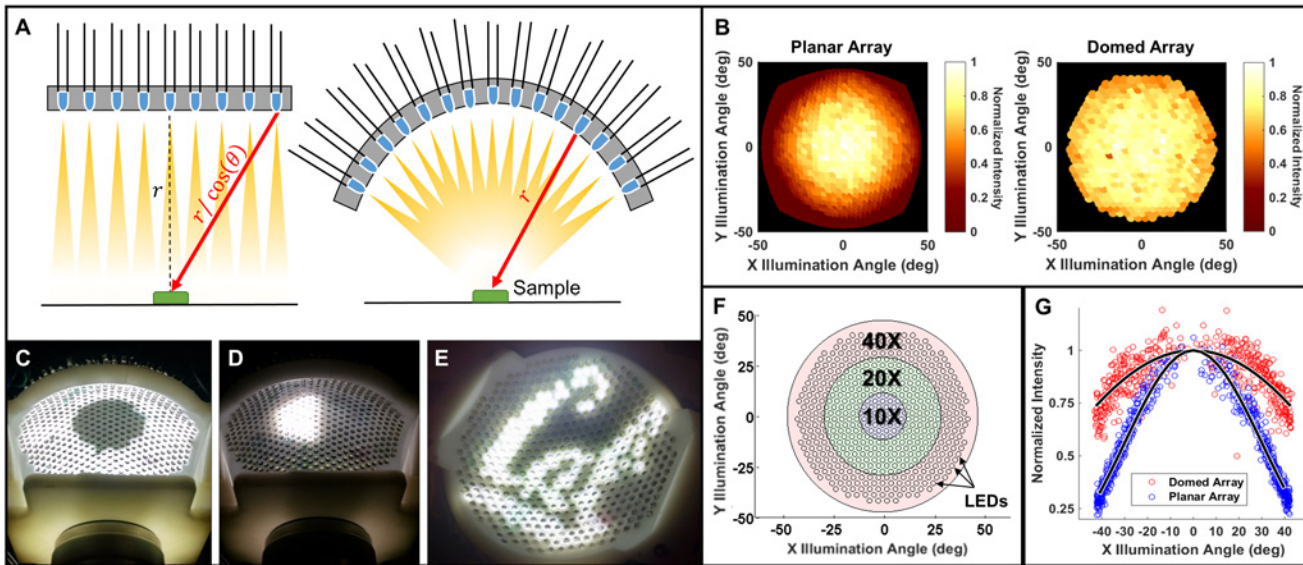 A
r
r / cos(θ)
r
Sample
B
Planar Array
Domed Array
Y Illumination Angle (deg)
50
0
-50
-50
0
50
X Illumination Angle (deg)
1
0.8
0.6
0.4
0.2
0
Normalized Intensity
Y Illumination Angle (deg)
50
0
-50
-50
0
50
X Illumination Angle (deg)
1
0.8
0.6
0.4
0.2
0
Normalized Intensity
C
D
E
F
Y Illumination Angle (deg)
50
25
0
-25
-50
40X
20X
10X
LEDs
-50
-25
0
25
50
X Illumination Angle (deg)
G
Normalized Intensity
1
0.75
0.5
0.25
Domed Array
Planar Array
-40 -30 -20 -10 0 10 20 30 40
X Illumination Angle (deg)